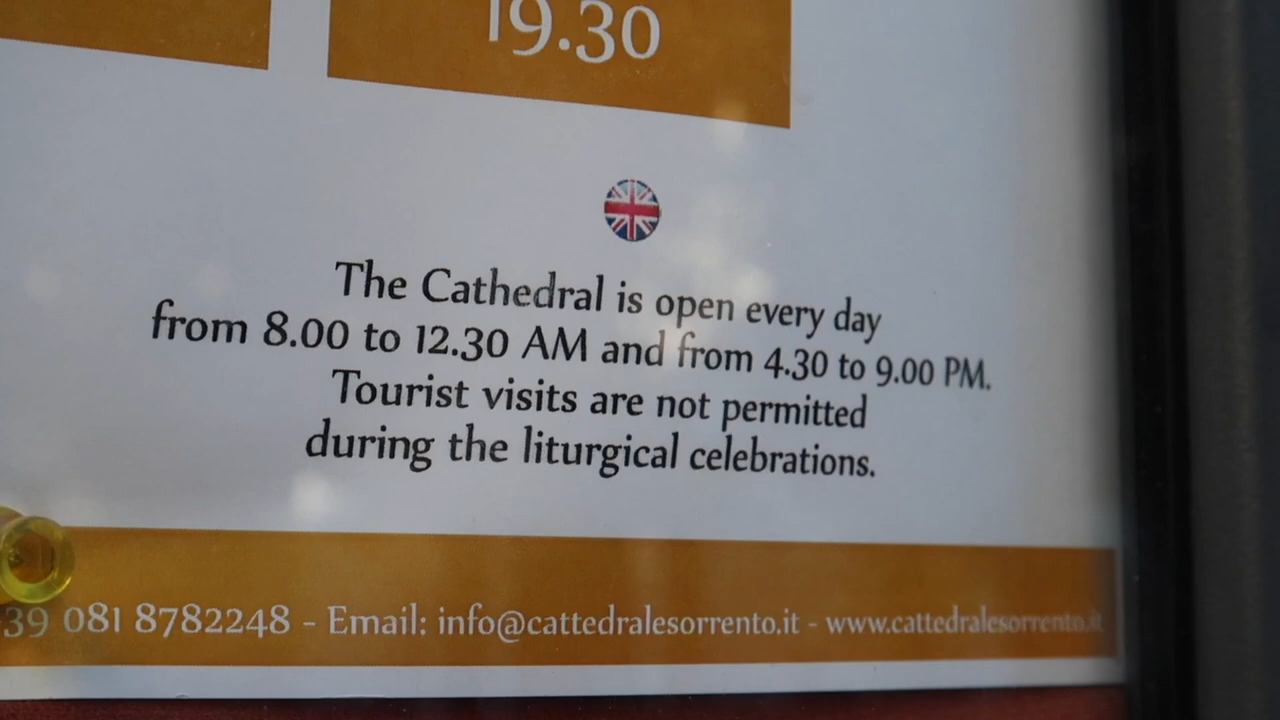 19.30
The Cathedral is open every day
from 8.00 to 12.30 AM and from 4.30 to 9.00 PM.
Tourist visits are not permitted
during the liturgical celebrations.
39 081 8782248 - Email: info@cattedralesorrento.it - www.cattedralesorrento.it